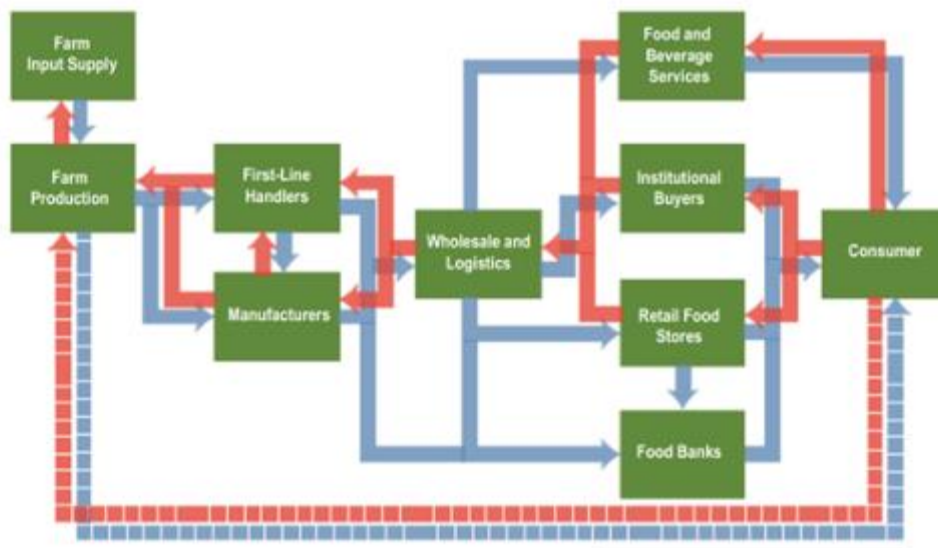 Farm
Input Supply
Farm
Production
First-Line
Handlers
Manufacturers
Wholesale and
Logistics
Food and
Beverage
Services
Institutional
Buyers
Retail Food
Stores
Food Banks
Consumer